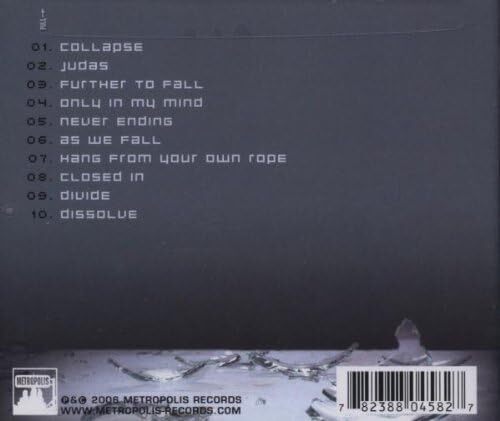 PULL→
01. COLLAPSE
02. JUDAS
03. FURTHER TO FALL
04. ONLY IN MY MIND
05. NEVER ENDING
06. AS WE FALL
07. HANG FROM YOUR OWN ROPE
08. CLOSED IN
09. DIVIDE
10. DISSOLVE
METROPOLIS
℗&© 2006 METROPOLIS RECORDS
WWW.METROPOLIS-RECORDS.COM
7 82388 04582 7